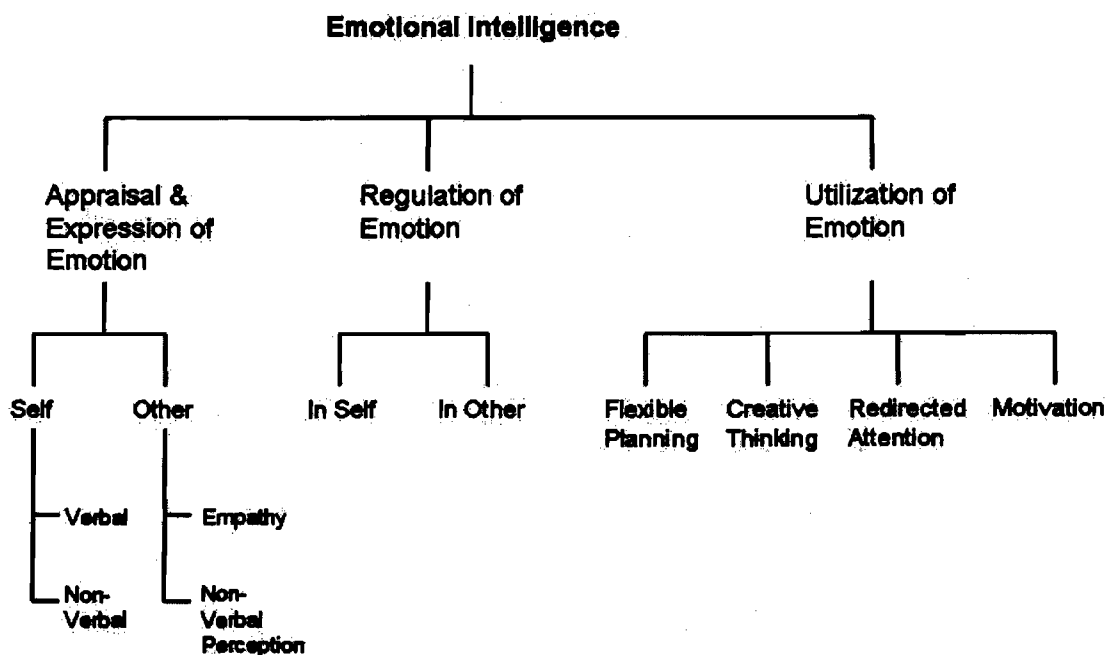 Emotional Intelligence
Appraisal &
Expression of
Emotion
Regulation of
Emotion
Utilization of
Emotion
Self
Other
In Self
In Other
Flexible
Planning
Creative
Thinking
Redirected
Attention
Motivation
Verbal
Non-
Verbal
Empathy
Non-
Verbal
Perception